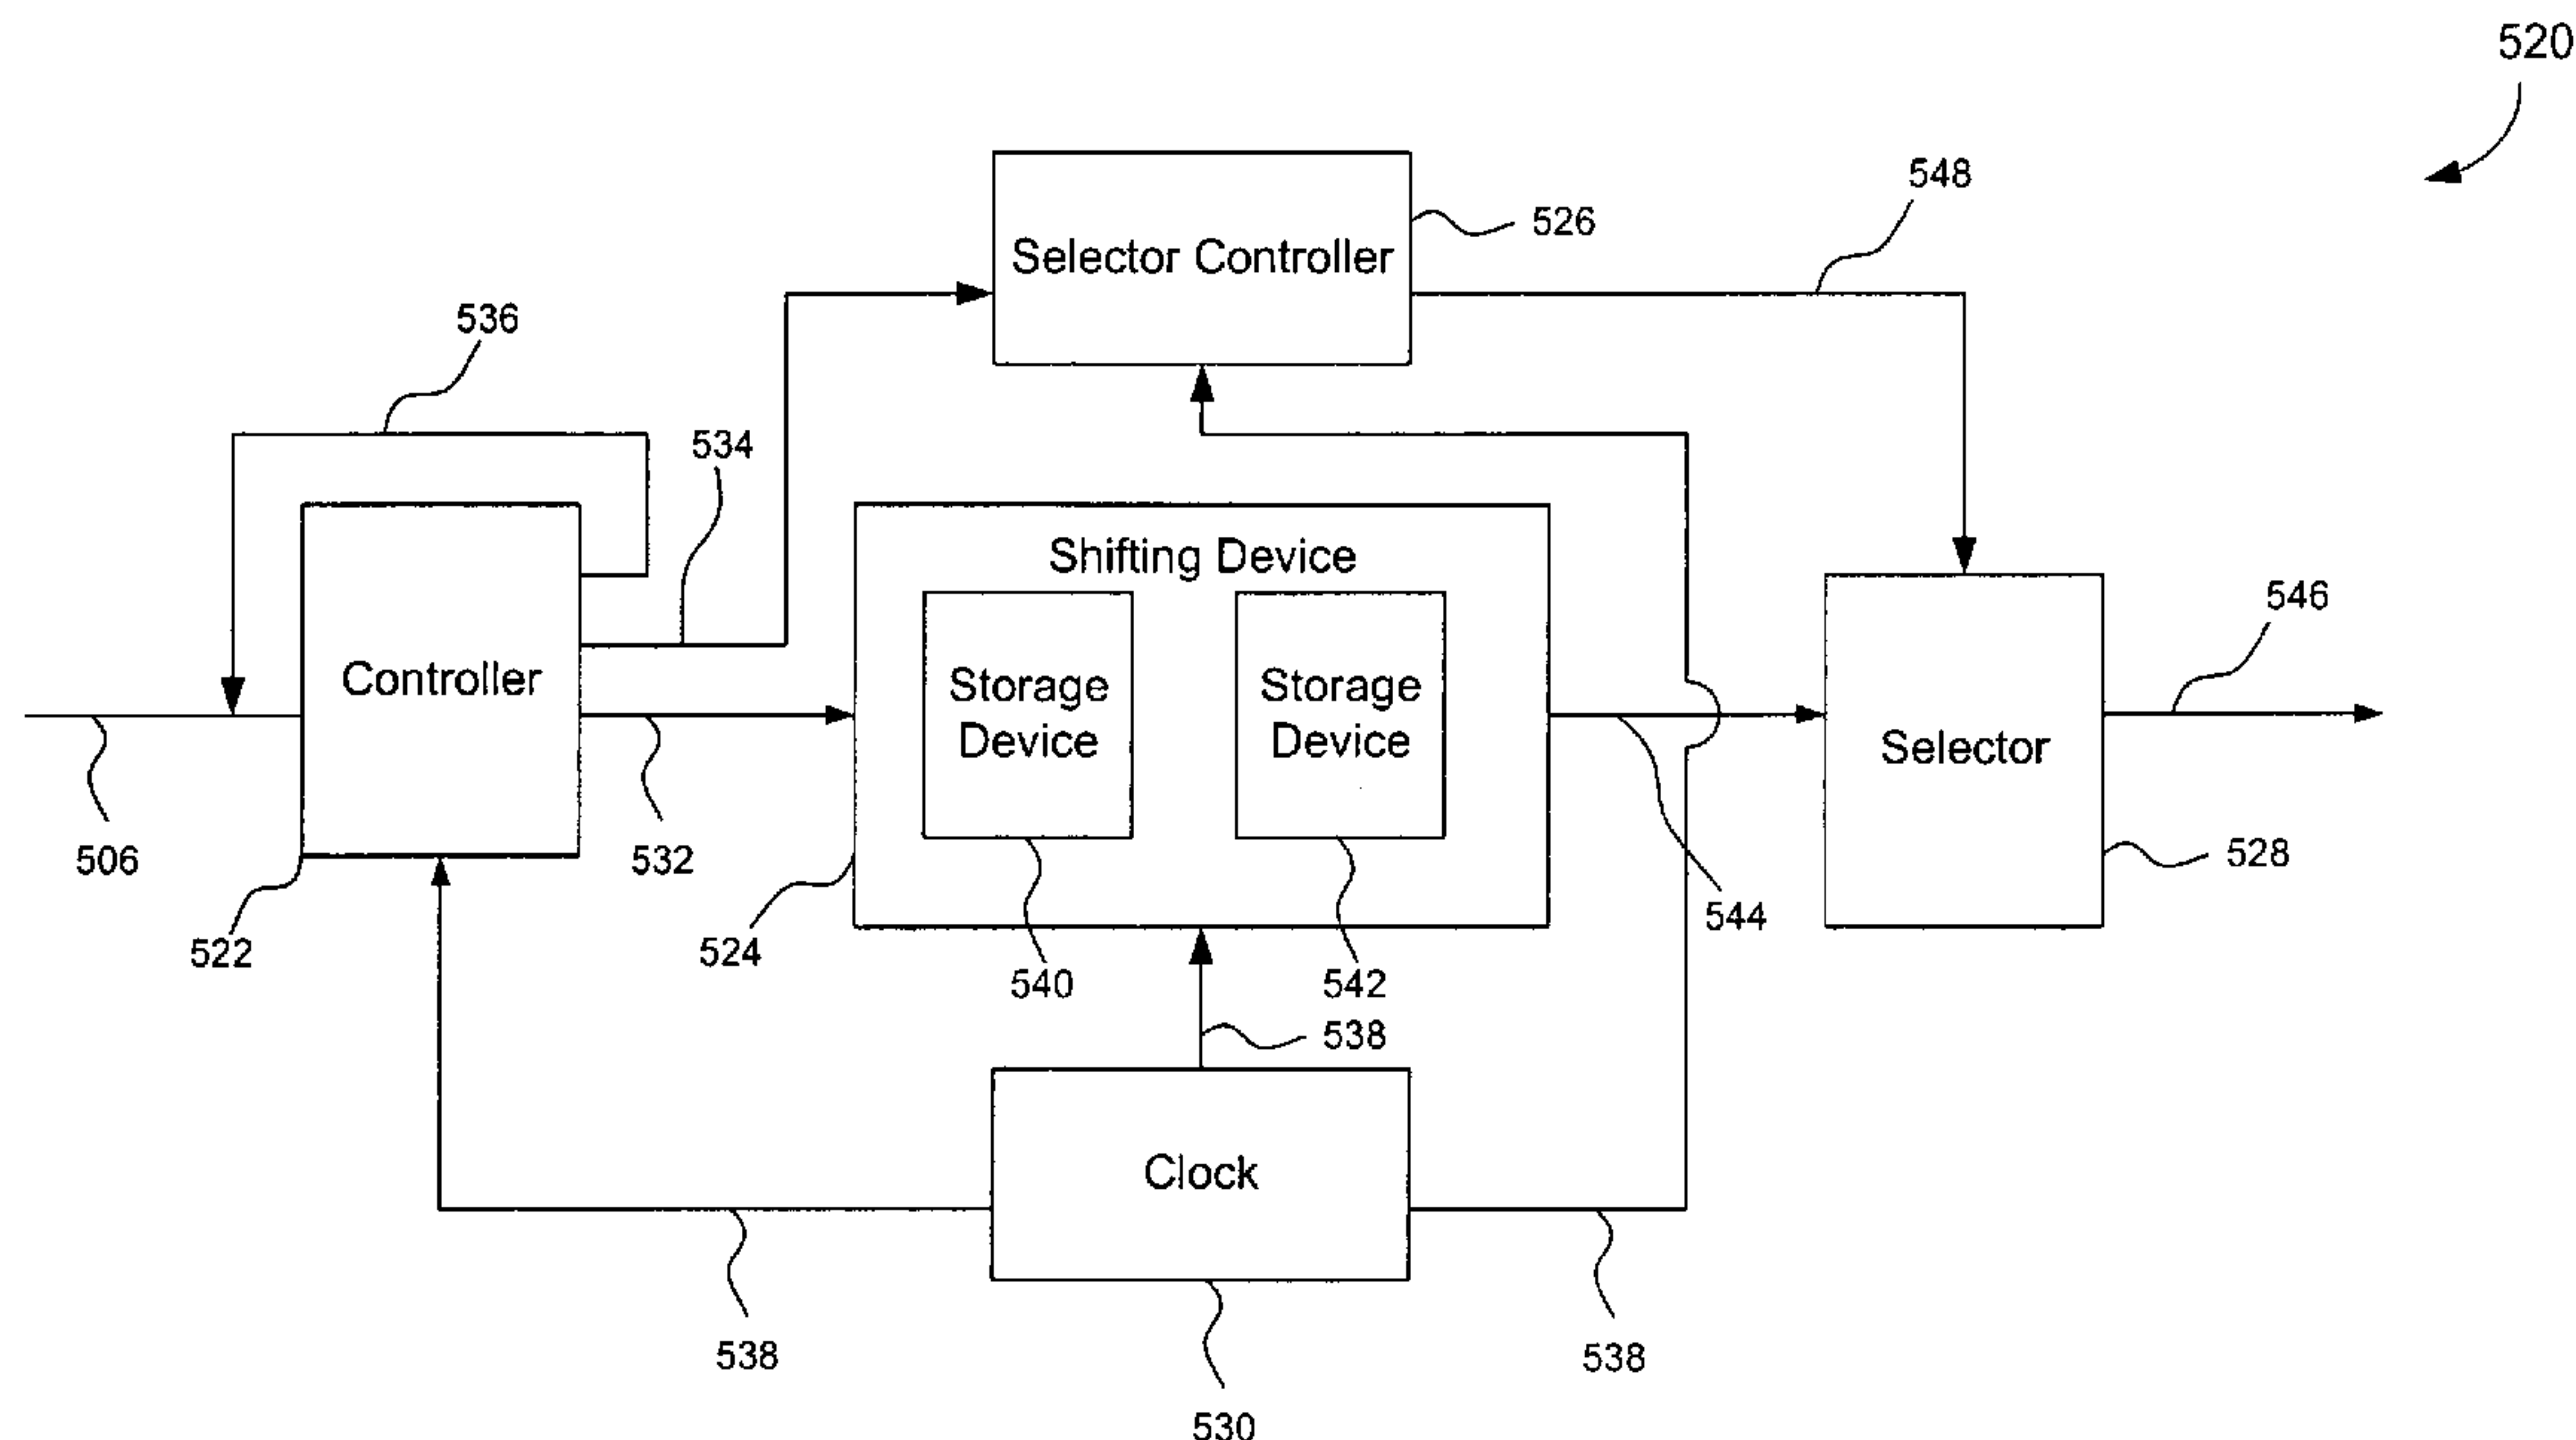 520
548
526
Selector Controller
536
534
Shifting Device
546
Controller
Storage
Device
Storage
Device
Selector
506
532
528
544
522
524
540
542
538
Clock
538
538
530